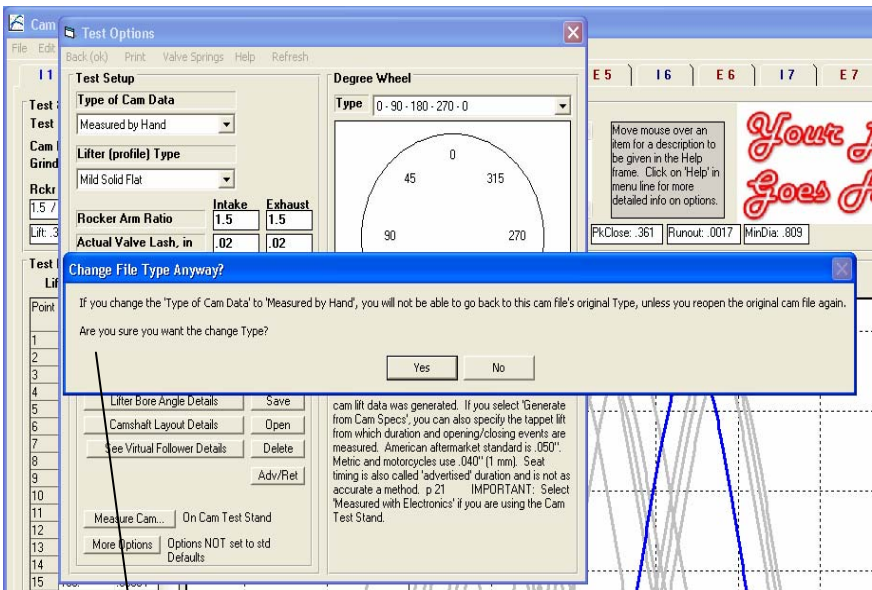 Cam
Test Options
File Edit
Back (ok) Print Valve Springs Help Refresh
I 1
E 5 I 6 E 6 I 7 E 7
Test Setup
Degree Wheel
Type of Cam Data
Type 0 - 90 - 180 - 270 - 0
Test
Test
Measured by Hand
Cam
Grind
Lifter (profile) Type
Mild Solid Flat
Rckr
1.5 /
Intake Exhaust
Rocker Arm Ratio 1.5 1.5
Actual Valve Lash, in .02 .02
Lift: .3
0
45 315
90 270
Move mouse over an
item for a description to
be given in the Help
frame. Click on 'Help' in
menu line for more
detailed info on options.
Your
Goes
PkClose: .361 Runout: .0017 MinDia: .809
Test
Lif
Point
Change File Type Anyway?
If you change the 'Type of Cam Data' to 'Measured by Hand', you will not be able to go back to this cam file's original Type, unless you reopen the original cam file again.
Are you sure you want the change Type?
Yes No
1
2
3
4
5
6
7
8
9
10
11
12
13
14
15
Lifter Bore Angle Details Save
Camshaft Layout Details Open
See Virtual Follower Details Delete
Adv/Ret
Measure Cam... On Cam Test Stand
More Options Options NOT set to std
Defaults
cam lift data was generated. If you select 'Generate
from Cam Specs', you can also specify the tappet lift
from which duration and opening/closing events are
measured. American aftermarket standard is .050".
Metric and motorcycles use .040" (1 mm). Seat
timing is also called 'advertised' duration and is not as
accurate a method. p 21 IMPORTANT: Select
'Measured with Electronics' if you are using the Cam
Test Stand.